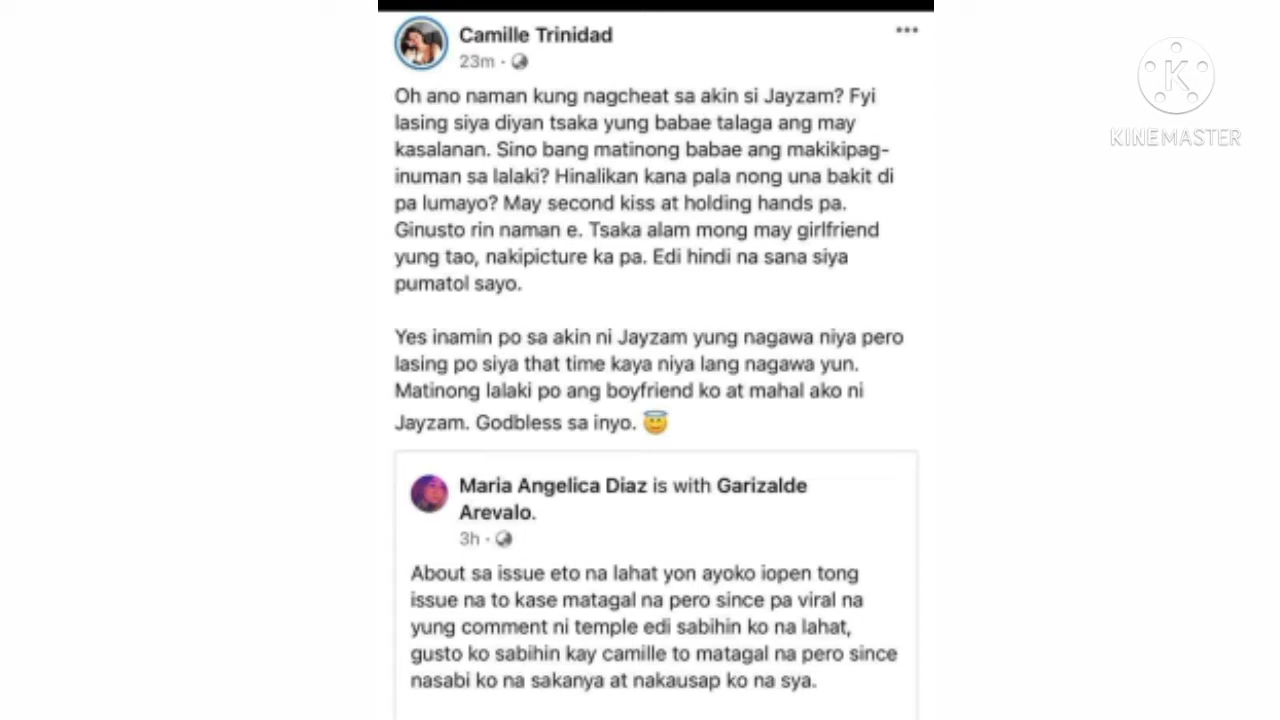 Camille Trinidad
23m
KINEMASTER
Oh ano naman kung nagcheat sa akin si Jayzam? Fyi
lasing siya diyan tsaka yung babae talaga ang may
kasalanan. Sino bang matinong babae ang makikipag-
inuman sa lalaki? Hinalikan kana pala nong una bakit di
pa lumayo? May second kiss at holding hands pa.
Ginusto rin naman e. Tsaka alam mong may girlfriend
yung tao, nakipicture ka pa. Edi hindi na sana siya
pumatol sayo.
Yes inamin po sa akin ni Jayzam yung nagawa niya pero
lasing po siya that time kaya niya lang nagawa yun.
Matinong lalaki po ang boyfriend ko at mahal ako ni
Jayzam. Godbless sa inyo. 😇
Maria Angelica Diaz is with Garizalde
Arevalo.
3h
About sa issue eto na lahat yon ayoko iopen tong
issue na to kase matagal na pero since pa viral na
yung comment ni temple edi sabihin ko na lahat,
gusto ko sabihin kay camille to matagal na pero since
nasabi ko na sakanya at nakausap ko na sya.